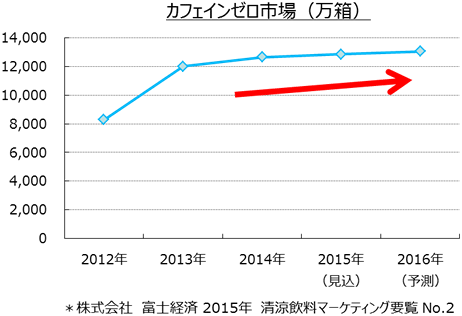 カフェインゼロ市場（万箱）
14,000
12,000
10,000
8,000
6,000
4,000
2,000
0
2012年 2013年 2014年 2015年 2016年
（見込） （予測）
＊株式会社 富士経済 2015年 清涼飲料マーケティング要覧 No.2